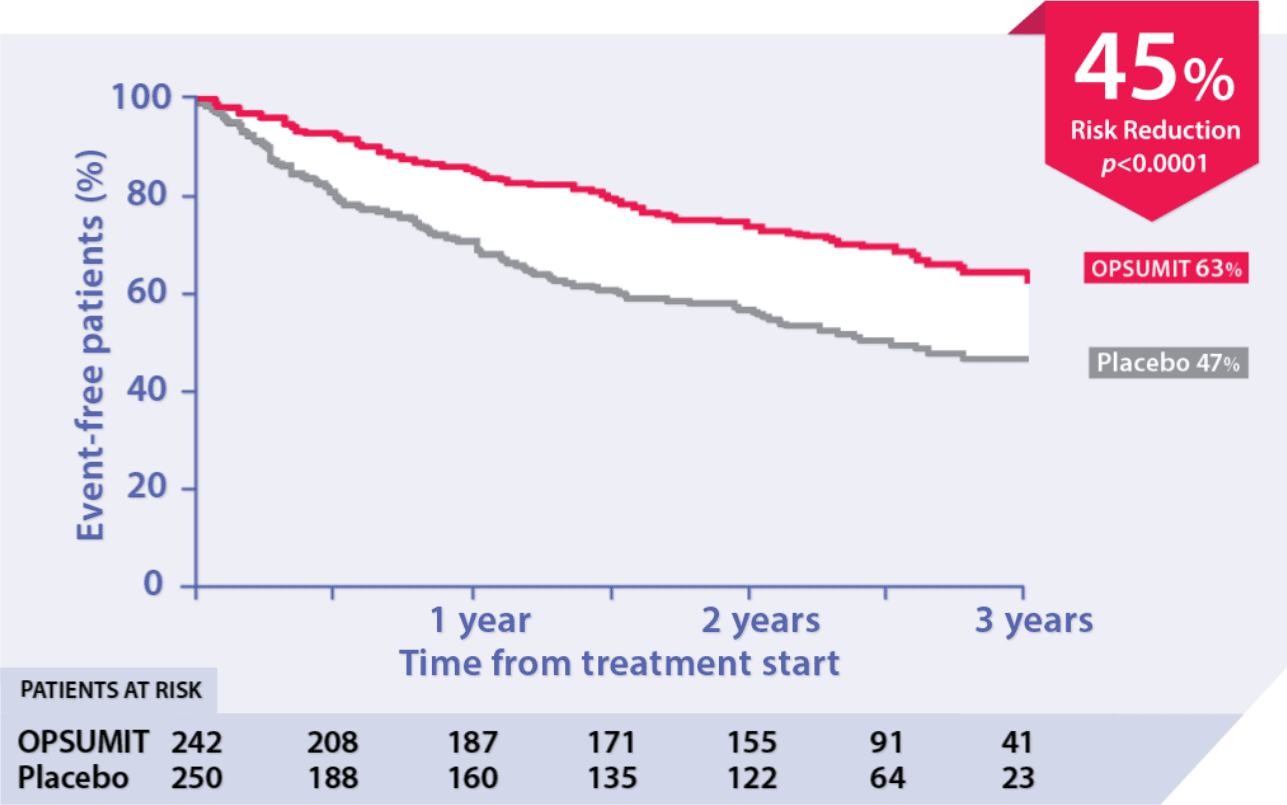 45%
Risk Reduction
p<0.0001
100
80
60
40
20
0
Event-free patients (%)
OPSUMIT 63%
Placebo 47%
1 year 2 years 3 years
Time from treatment start
PATIENTS AT RISK
OPSUMIT 242 208 187 171 155 91 41
Placebo 250 188 160 135 122 64 23